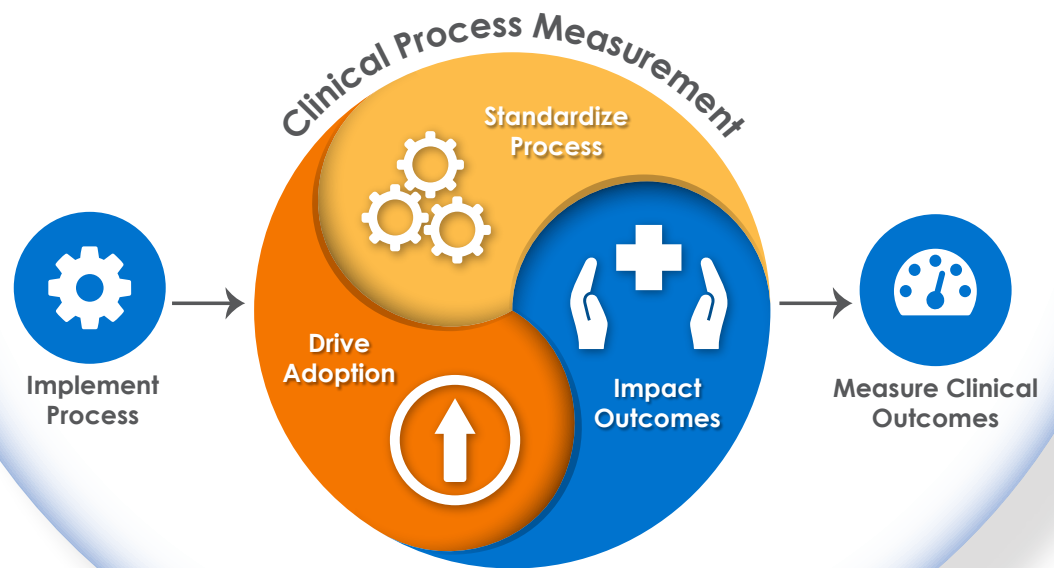 Clinical Process Measurement
Standardize
Process
Drive
Adoption
Impact
Outcomes
Implement
Process
Measure Clinical
Outcomes